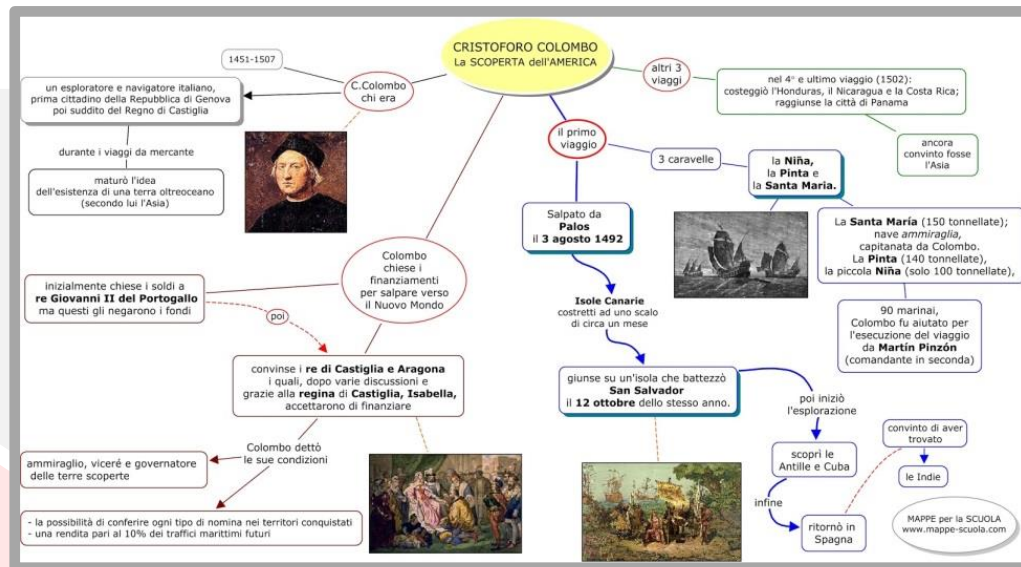 CRISTOFORO COLOMBO
La SCOPERTA dell'AMERICA
1451-1507
C.Colombo
chi era
un esploratore e navigatore italiano,
prima cittadino della Repubblica di Genova
poi suddito del Regno di Castiglia
durante i viaggi da mercante
maturò l'idea
dell'esistenza di una terra oltreoceano
(secondo lui l'Asia)
Colombo
chiese i
finanziamenti
per salpare verso
il Nuovo Mondo
inizialmente chiese i soldi a
re Giovanni II del Portogallo
ma questi gli negarono i fondi
poi
convinse i re di Castiglia e Aragona
i quali, dopo varie discussioni e
grazie alla regina di Castiglia, Isabella,
accettarono di finanziare
Colombo dettò
le sue condizioni
ammiraglio, viceré e governatore
delle terre scoperte
- la possibilità di conferire ogni tipo di nomina nei territori conquistati
- una rendita pari al 10% dei traffici marittimi futuri
il primo
viaggio
3 caravelle
la Niña,
la Pinta e
la Santa Maria.
La Santa María (150 tonnellate);
nave ammiraglia,
capitanata da Colombo.
La Pinta (140 tonnellate),
la piccola Niña (solo 100 tonnellate),
90 marinai,
Colombo fu aiutato per
l'esecuzione del viaggio
da Martín Pinzón
(comandante in seconda)
Salpato da
Palos
il 3 agosto 1492
Isole Canarie
costretti ad uno scalo
di circa un mese
giunse su un'isola che battezzò
San Salvador
il 12 ottobre dello stesso anno.
poi iniziò
l'esplorazione
scoprì le
Antille e Cuba
infine
ritornò in
Spagna
convinto di aver
trovato
le Indie
altri 3
viaggi
nel 4° e ultimo viaggio (1502):
costeggiò l'Honduras, il Nicaragua e la Costa Rica;
raggiunse la città di Panama
ancora
convinto fosse
l'Asia
MAPPE per la SCUOLA
www.mappe-scuola.com